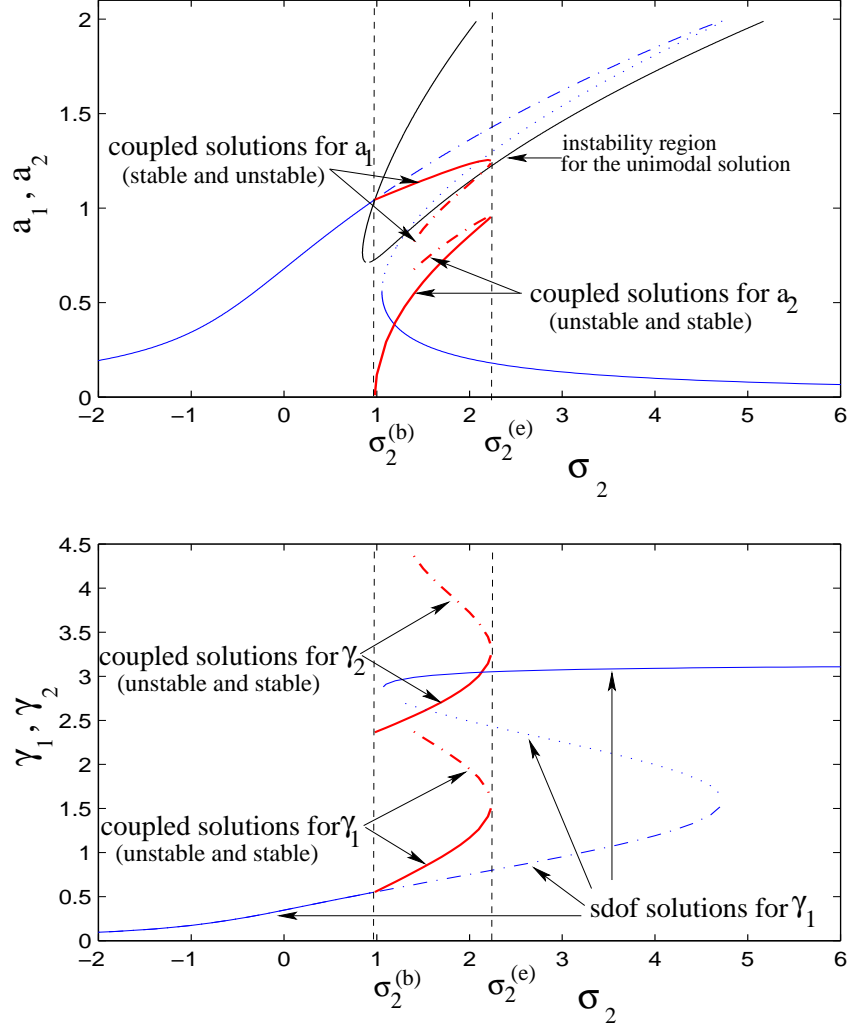 2
1.5
1
0.5
0
a₁ , a₂
coupled solutions for a₁
(stable and unstable)
instability region
for the unimodal solution
coupled solutions for a₂
(unstable and stable)
−2 −1 0 1 2 3 4 5 6
σ₂⁽ᵇ⁾ σ₂⁽ᵉ⁾ σ₂
4.5
4
3.5
3
2.5
2
1.5
1
0.5
0
γ₁ , γ₂
coupled solutions for γ₂
(unstable and stable)
coupled solutions for γ₁
(unstable and stable)
sdof solutions for γ₁
−2 −1 0 1 2 3 4 5 6
σ₂⁽ᵇ⁾ σ₂⁽ᵉ⁾ σ₂